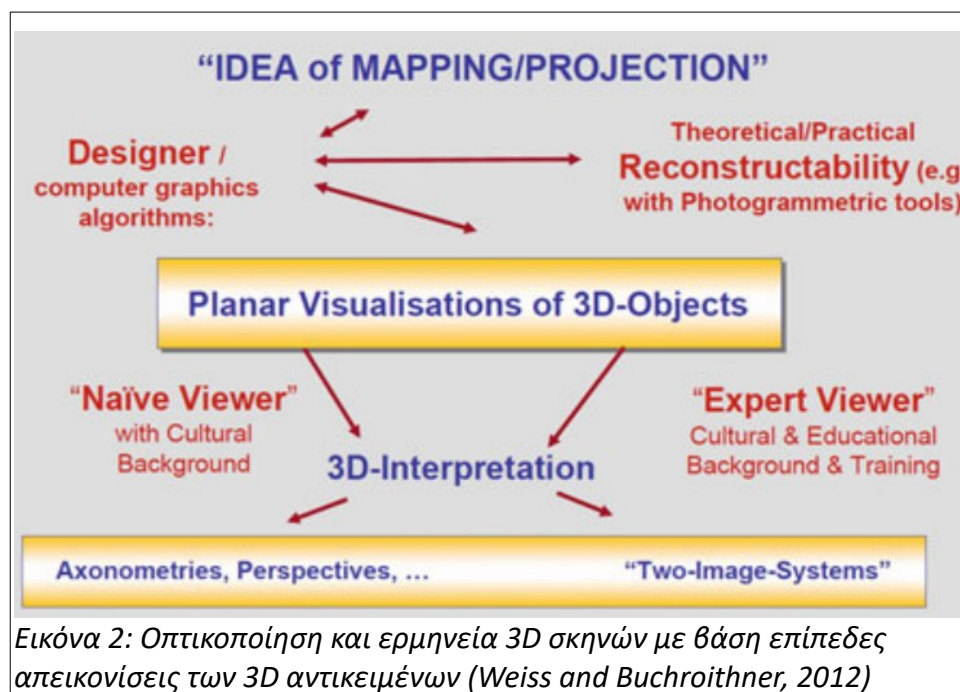 “IDEA of MAPPING/PROJECTION”
Designer /
computer graphics
algorithms:
Theoretical/Practical
Reconstructability (e.g
with Photogrammetric tools)
Planar Visualisations of 3D-Objects
“Naïve Viewer”
with Cultural
Background
“Expert Viewer”
Cultural & Educational
Background & Training
3D-Interpretation
Axonometries, Perspectives, …
“Two-Image-Systems”
Εικόνα 2: Οπτικοποίηση και ερμηνεία 3D σκηνών με βάση επίπεδες
απεικονίσεις των 3D αντικειμένων (Weiss and Buchroithner, 2012)